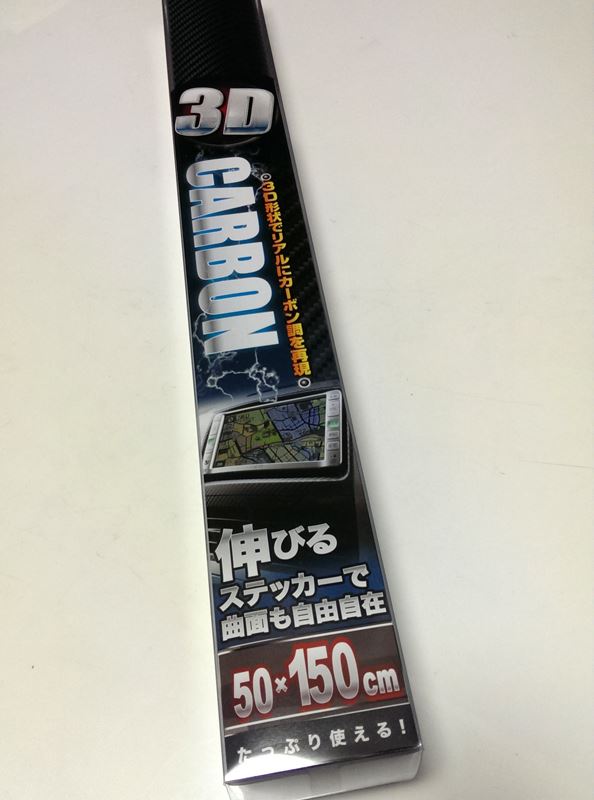 3D
CARBON
3D形状でリアルにカーボン調を再現。
伸びる
ステッカーで
曲面も自由自在
50×150cm
たっぷり使える!